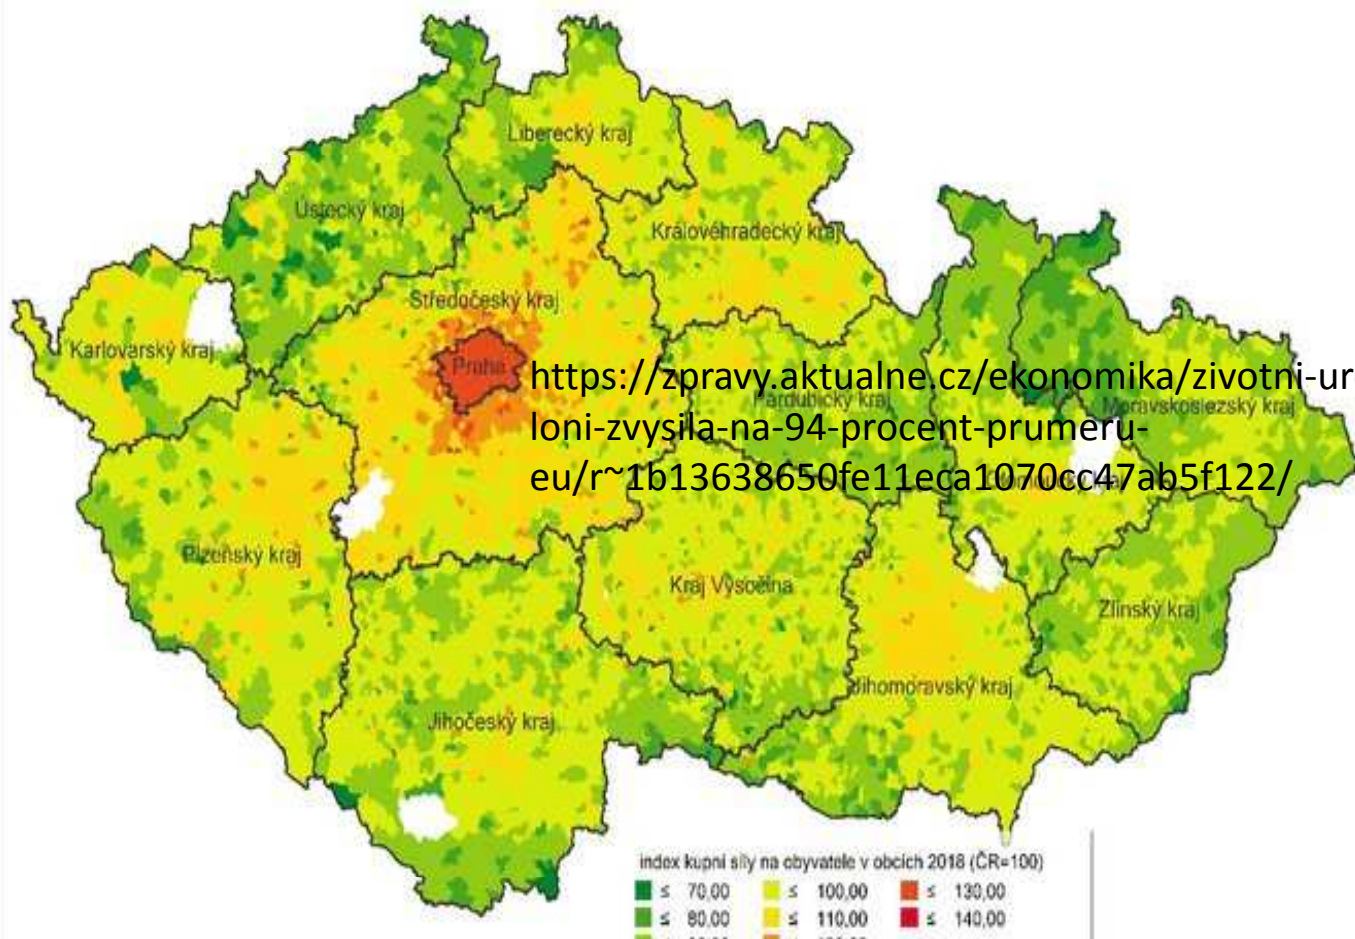 Liberecký kraj
Ústecký kraj
Královéhradecký kraj
Středočeský kraj
Karlovarský kraj
Praha
https://zpravy.aktualne.cz/ekonomika/zivotni-ur
Pardubický kraj
Moravskoslezský kraj
loni-zvysila-na-94-procent-prumeru-
eu/r~1b13638650fe11eca1070cc47ab5f122/
Olomoucký kraj
Plzeňský kraj
Kraj Vysočina
Zlínský kraj
Jihomoravský kraj
Jihočeský kraj
index kupní síly na obyvatele v obcích 2018 (ČR=100)
≤ 70,00 ≤ 100,00 ≤ 130,00
≤ 80,00 ≤ 110,00 ≤ 140,00